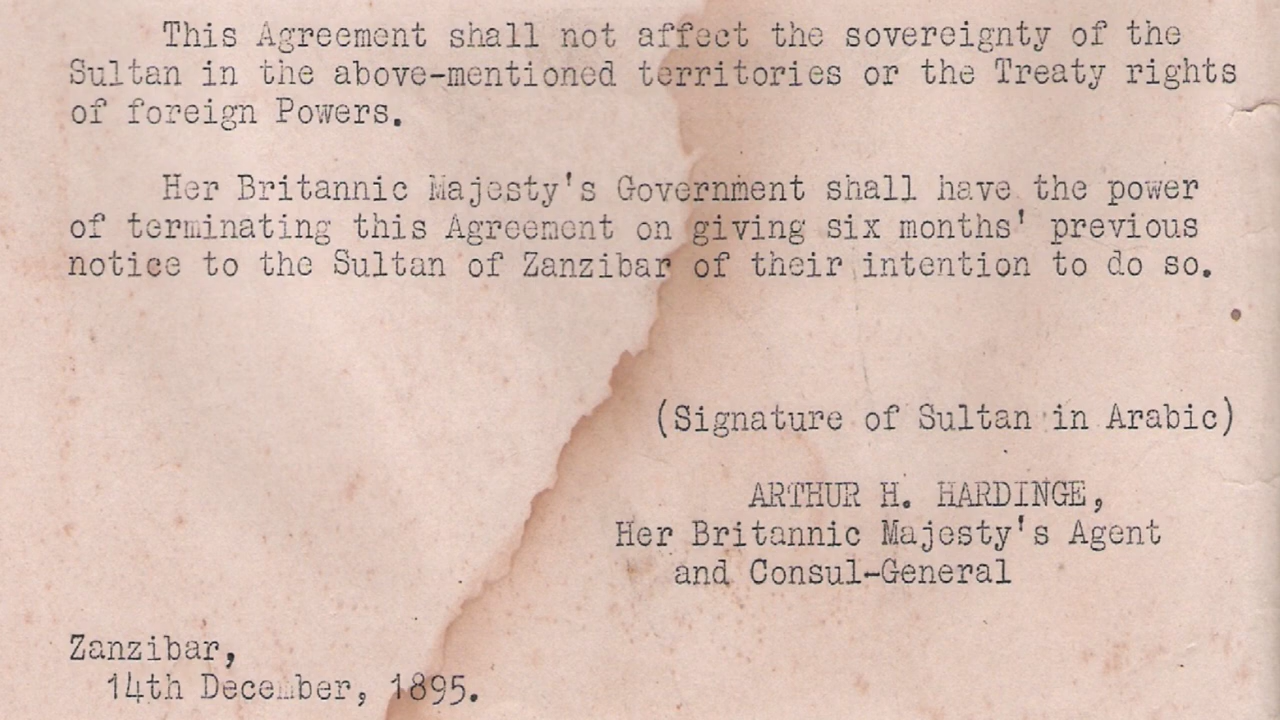 This Agreement shall not affect the sovereignty of the
Sultan in the above-mentioned territories or the Treaty rights
of foreign Powers.
Her Britannic Majesty's Government shall have the power
of terminating this Agreement on giving six months' previous
notice to the Sultan of Zanzibar of their intention to do so.
(Signature of Sultan in Arabic)
ARTHUR H. HARDINGE,
Her Britannic Majesty's Agent
and Consul-General
Zanzibar,
14th December, 1895.